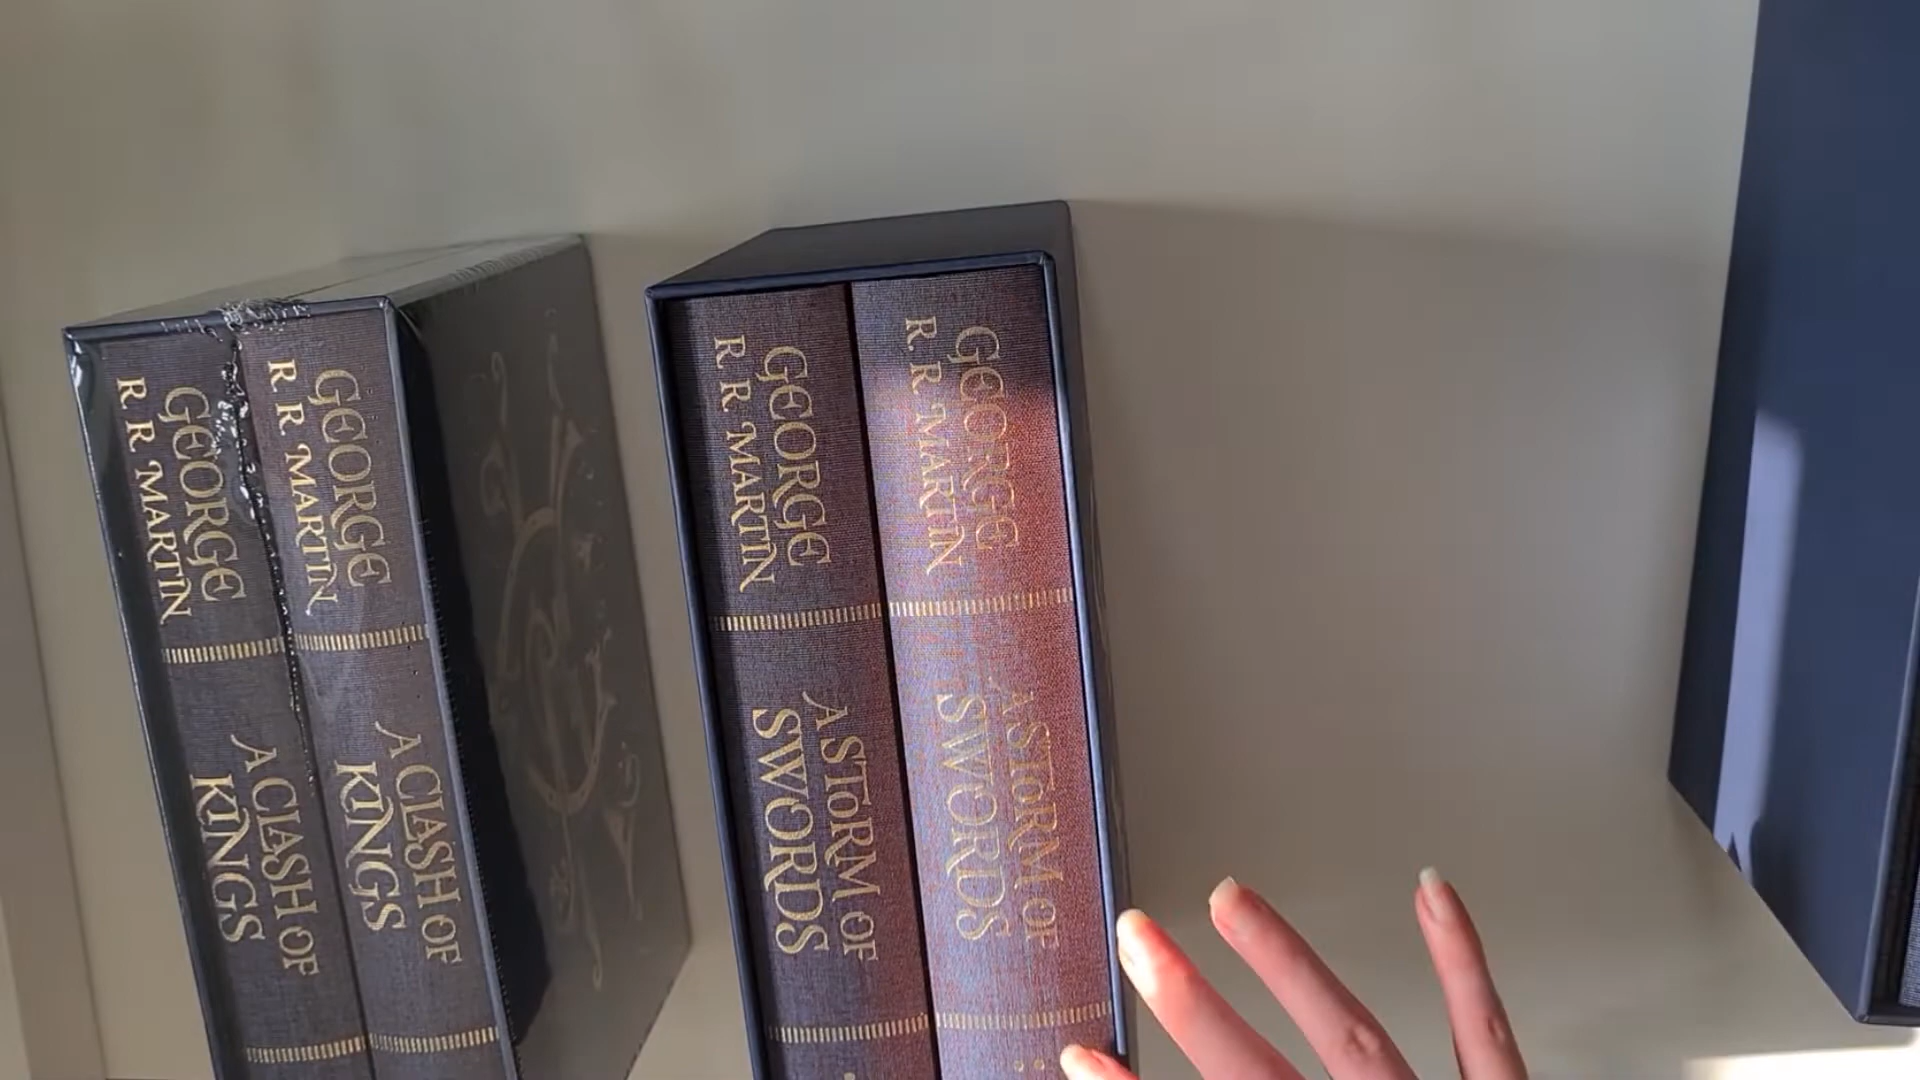 GEORGE
R. R. MARTIN
A CLASH OF
KINGS
GEORGE
R. R. MARTIN
A CLASH OF
KINGS
GEORGE
R. R. MARTIN
A STORM OF
SWORDS
GEORGE
R. R. MARTIN
A STORM OF
SWORDS